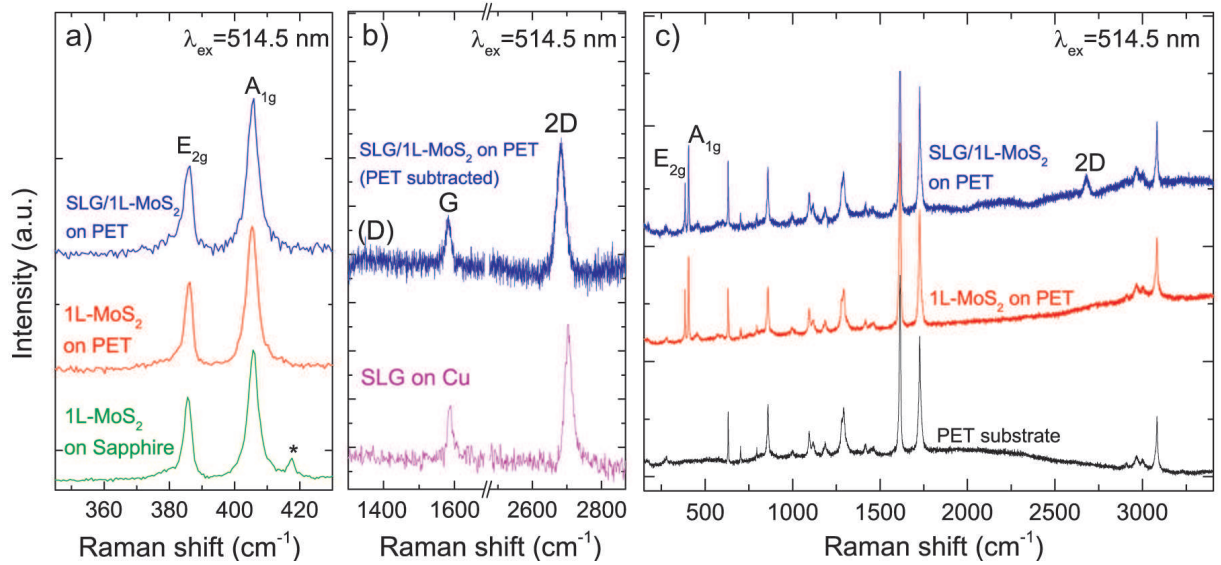 a)
λex=514.5 nm
A1g
E2g
SLG/1L-MoS2
on PET
1L-MoS2
on PET
1L-MoS2
on Sapphire
*
Intensity (a.u.)
360 380 400 420
Raman shift (cm-1)
b)
λex=514.5 nm
2D
SLG/1L-MoS2 on PET
(PET subtracted)
G
(D)
SLG on Cu
1400 1600 2600 2800
Raman shift (cm-1)
c)
λex=514.5 nm
A1g
E2g
SLG/1L-MoS2
on PET
2D
1L-MoS2 on PET
PET substrate
500 1000 1500 2000 2500 3000
Raman shift (cm-1)